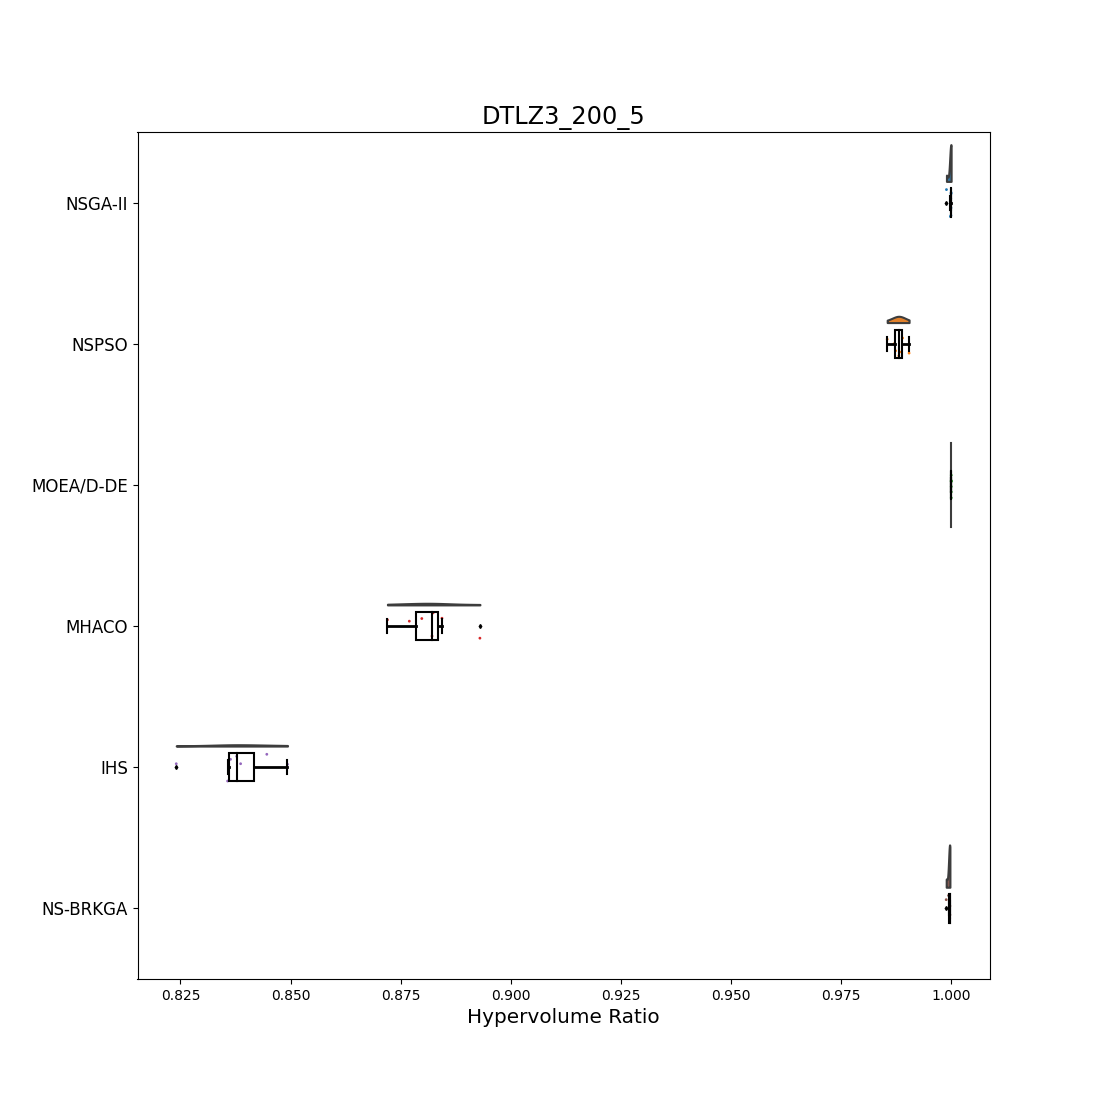 DTLZ3_200_5
NSGA-II
NSPSO
MOEA/D-DE
MHACO
IHS
NS-BRKGA
0.825 0.850 0.875 0.900 0.925 0.950 0.975 1.000
Hypervolume Ratio